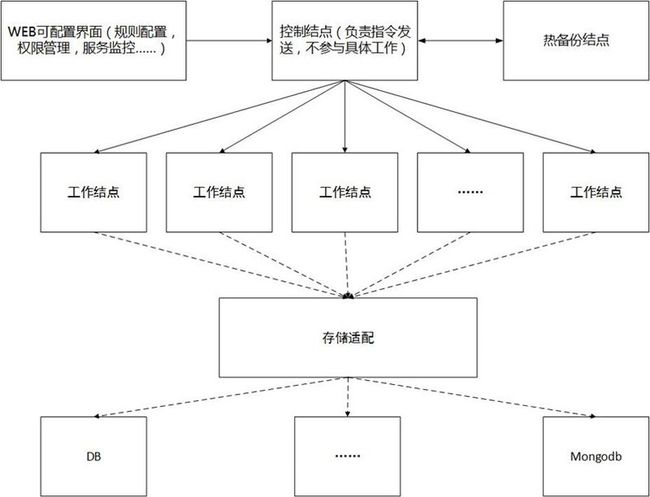 WEB可配置界面（规则配置，
权限管理，服务监控......）
控制结点（负责指令发
送，不参与具体工作）
热备份结点
工作结点
工作结点
工作结点
......
工作结点
存储适配
DB
......
Mongodb